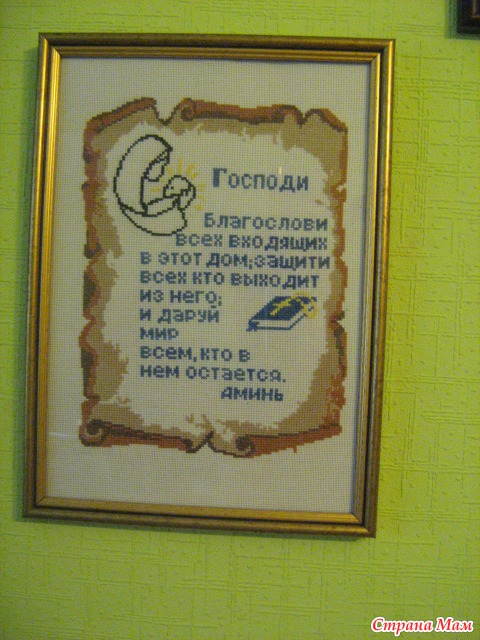 Господи
Благослови
всех входящих
в этот дом;защити
всех кто выходит
из него;
и даруй
мир
всем,кто в
нем остается.
аминь
Страна Мам